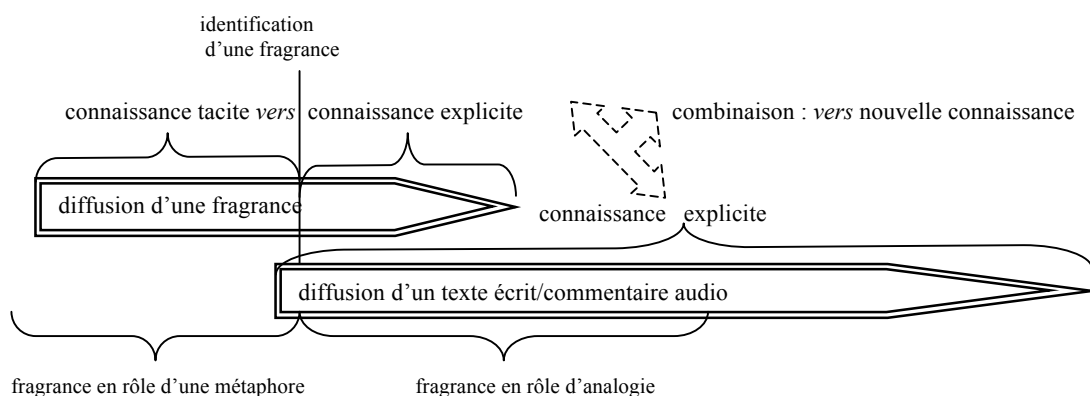 identification
d’une fragrance
connaissance tacite vers connaissance explicite
combinaison : vers nouvelle connaissance
diffusion d’une fragrance
connaissance explicite
diffusion d’un texte écrit/commentaire audio
fragrance en rôle d’une métaphore
fragrance en rôle d’analogie